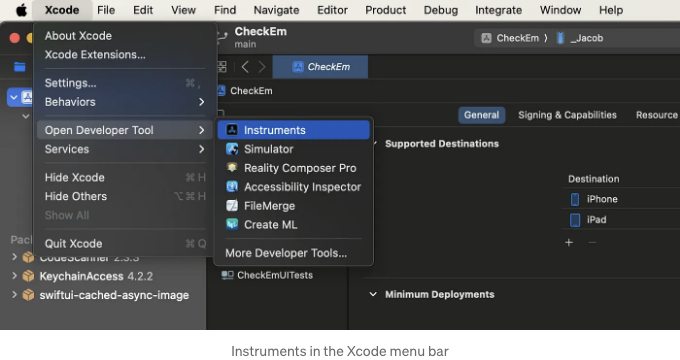 Xcode File Edit View Find Navigate Editor Product Debug Integrate Window Help
About Xcode
Xcode Extensions...
Settings... ⌘ ,
Behaviors >
Open Developer Tool >
Services >
Hide Xcode ⌘ H
Hide Others ⌥ ⌘ H
Show All
Quit Xcode ⌘ Q
Instruments
Simulator
Reality Composer Pro
Accessibility Inspector
FileMerge
Create ML
More Developer Tools...
CheckEm
main
CheckEm ⟩ _Jacob
CheckEm
CheckEm
General Signing & Capabilities Resource
Supported Destinations
Destination
iPhone
iPad
+ −
Minimum Deployments
CodeScanner 2.3.3
KeychainAccess 4.2.2
swiftui-cached-async-image
CheckEmUITests
Instruments in the Xcode menu bar